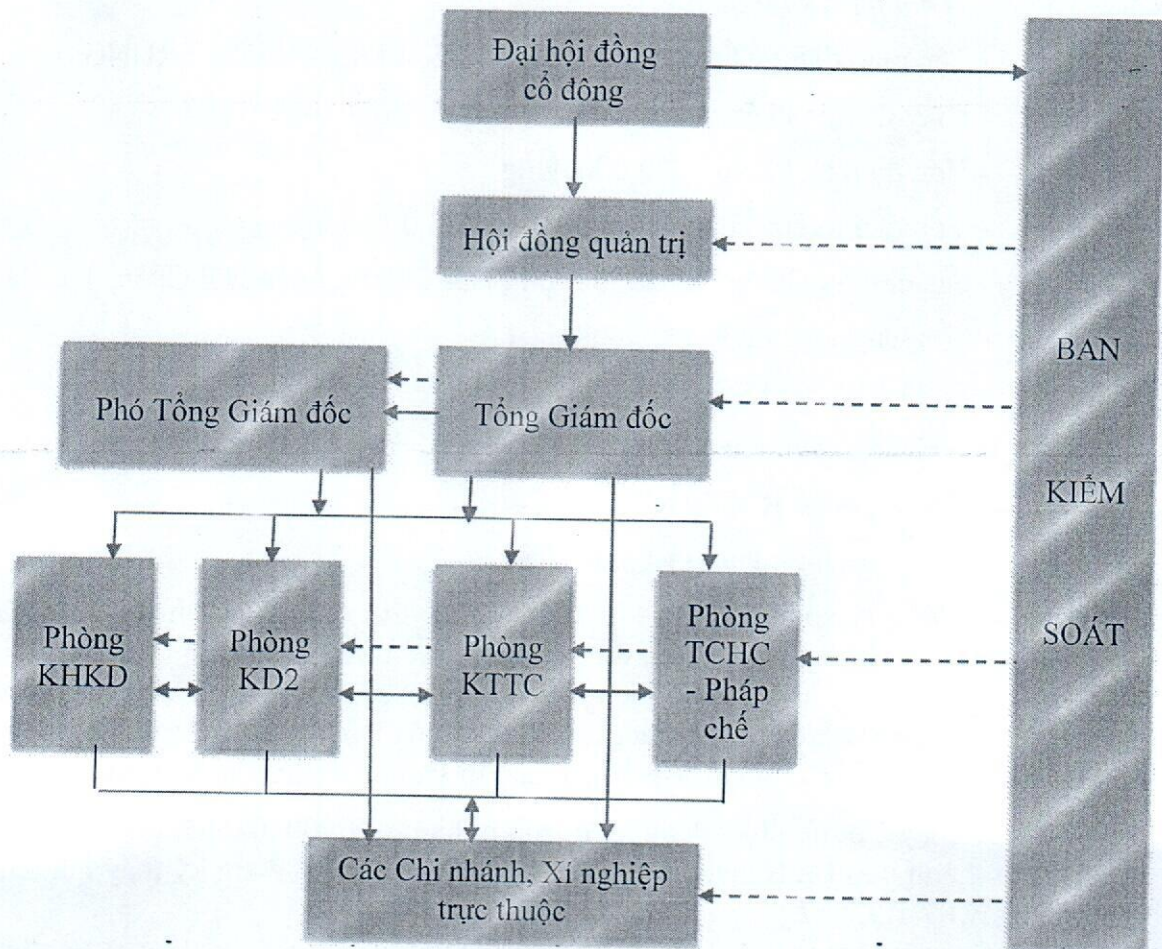 Đại hội đồng
cổ đông
Hội đồng quản trị
Phó Tổng Giám đốc
Tổng Giám đốc
BAN
KIỂM
SOÁT
Phòng
KHKD
Phòng
KD2
Phòng
KTTC
Phòng
TCHC
- Pháp
chế
Các Chi nhánh, Xí nghiệp
trực thuộc